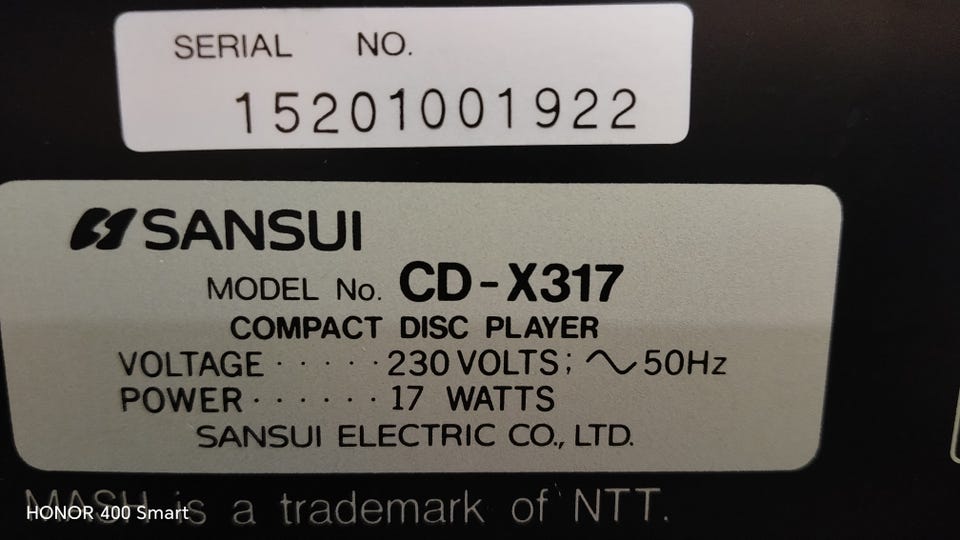 SERIAL NO.
15201001922
SANSUI
MODEL No. CD-X317
COMPACT DISC PLAYER
VOLTAGE ····· 230 VOLTS; ∿ 50Hz
POWER ······ 17 WATTS
SANSUI ELECTRIC CO., LTD.
MASH is a trademark of NTT.
HONOR 400 Smart